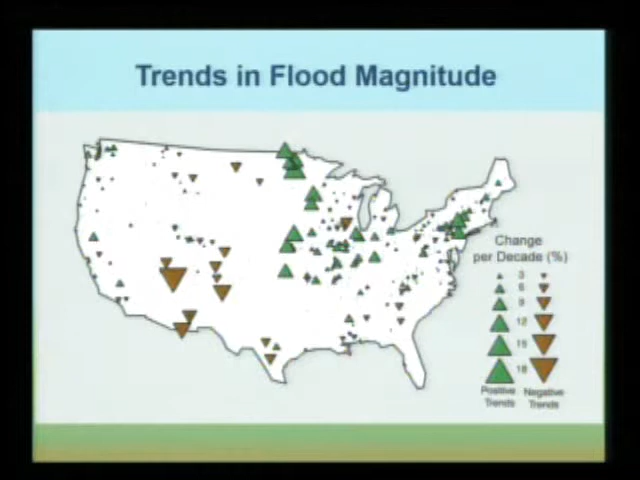 Trends in Flood Magnitude
Change
per Decade (%)
3
6
9
12
15
18
Positive
Trends
Negative
Trends